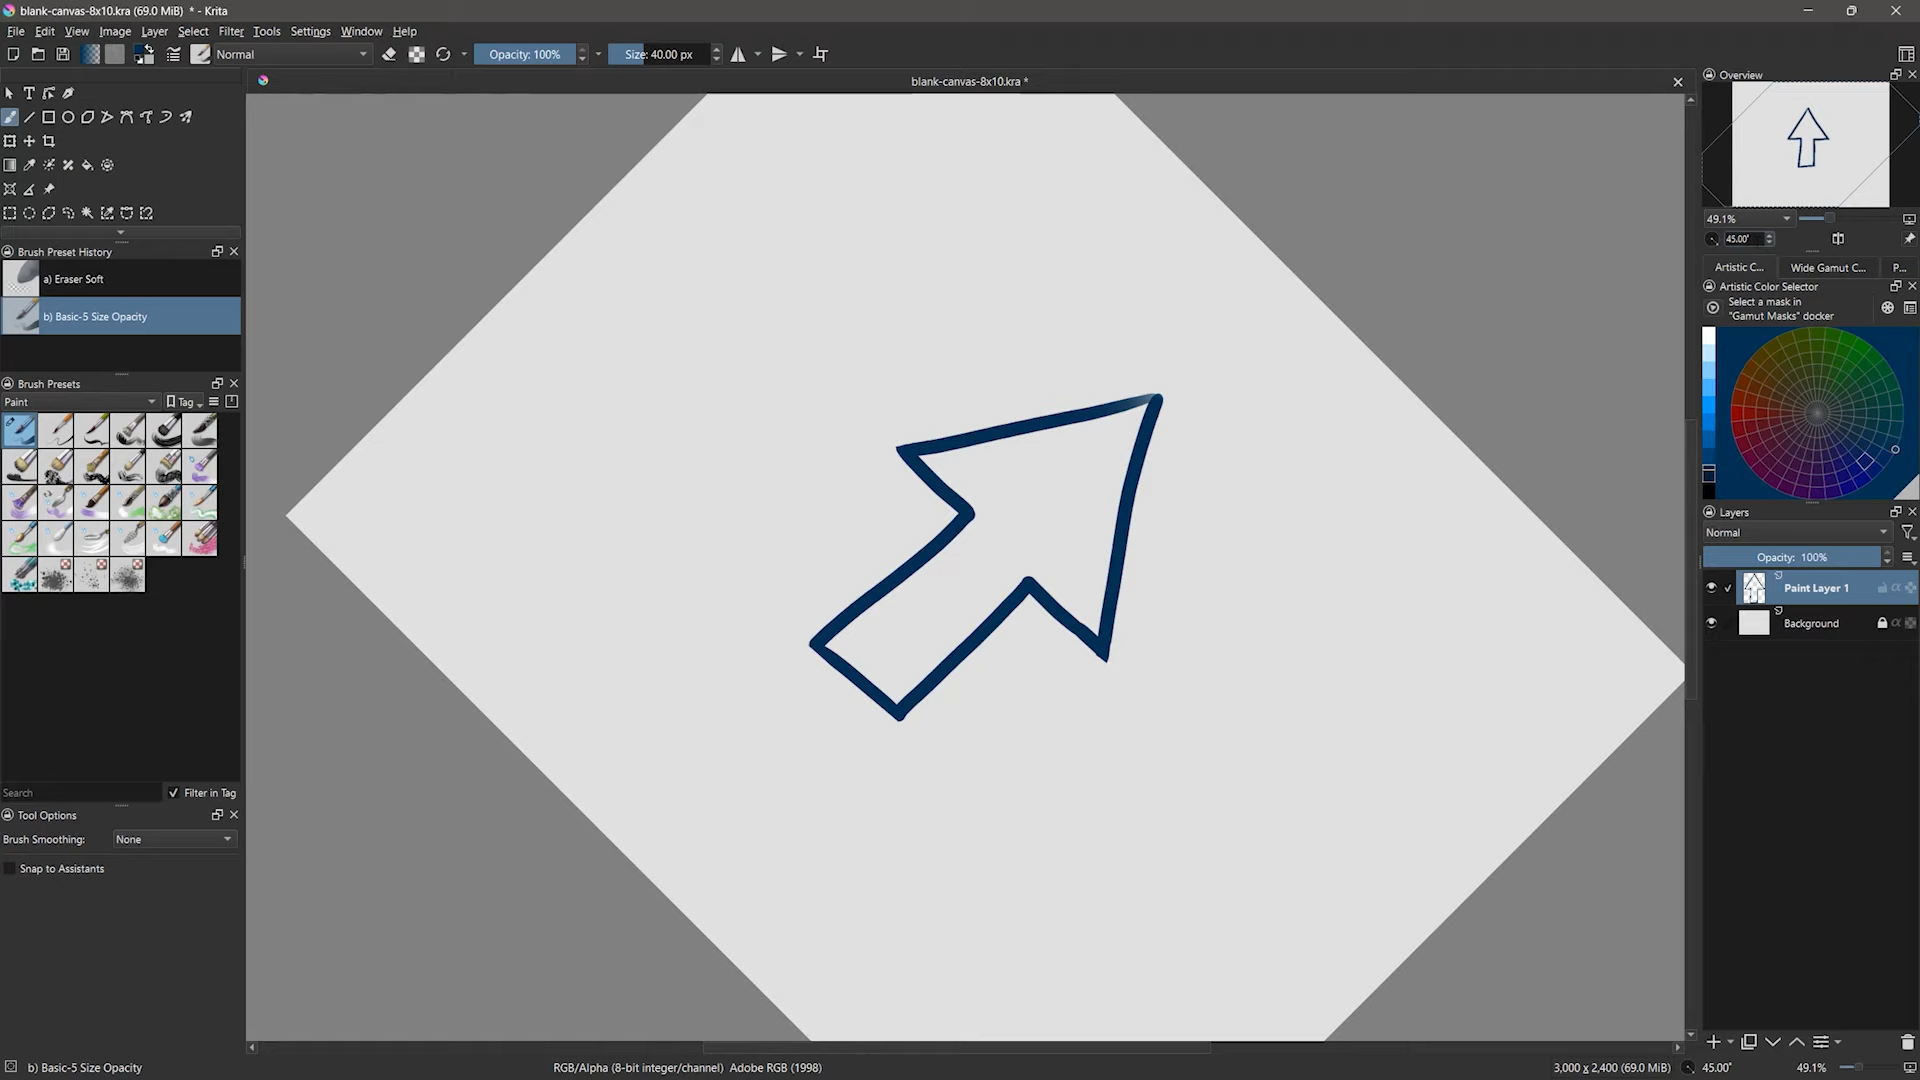 blank-canvas-8x10.kra (69.0 MiB) * - Krita
File Edit View Image Layer Select Filter Tools Settings Window Help
Normal
Opacity: 100%
Size: 40.00 px
blank-canvas-8x10.kra *
Brush Preset History
a) Eraser Soft
b) Basic-5 Size Opacity
Brush Presets
Paint
Tag
Search
Filter in Tag
Tool Options
Brush Smoothing: None
Snap to Assistants
Overview
49.1%
45.00°
Artistic C... Wide Gamut C... P...
Artistic Color Selector
Select a mask in
"Gamut Masks" docker
Layers
Normal
Opacity: 100%
Paint Layer 1
Background
b) Basic-5 Size Opacity
RGB/Alpha (8-bit integer/channel) Adobe RGB (1998)
3,000 x 2,400 (69.0 MiB)
45.00°
49.1%